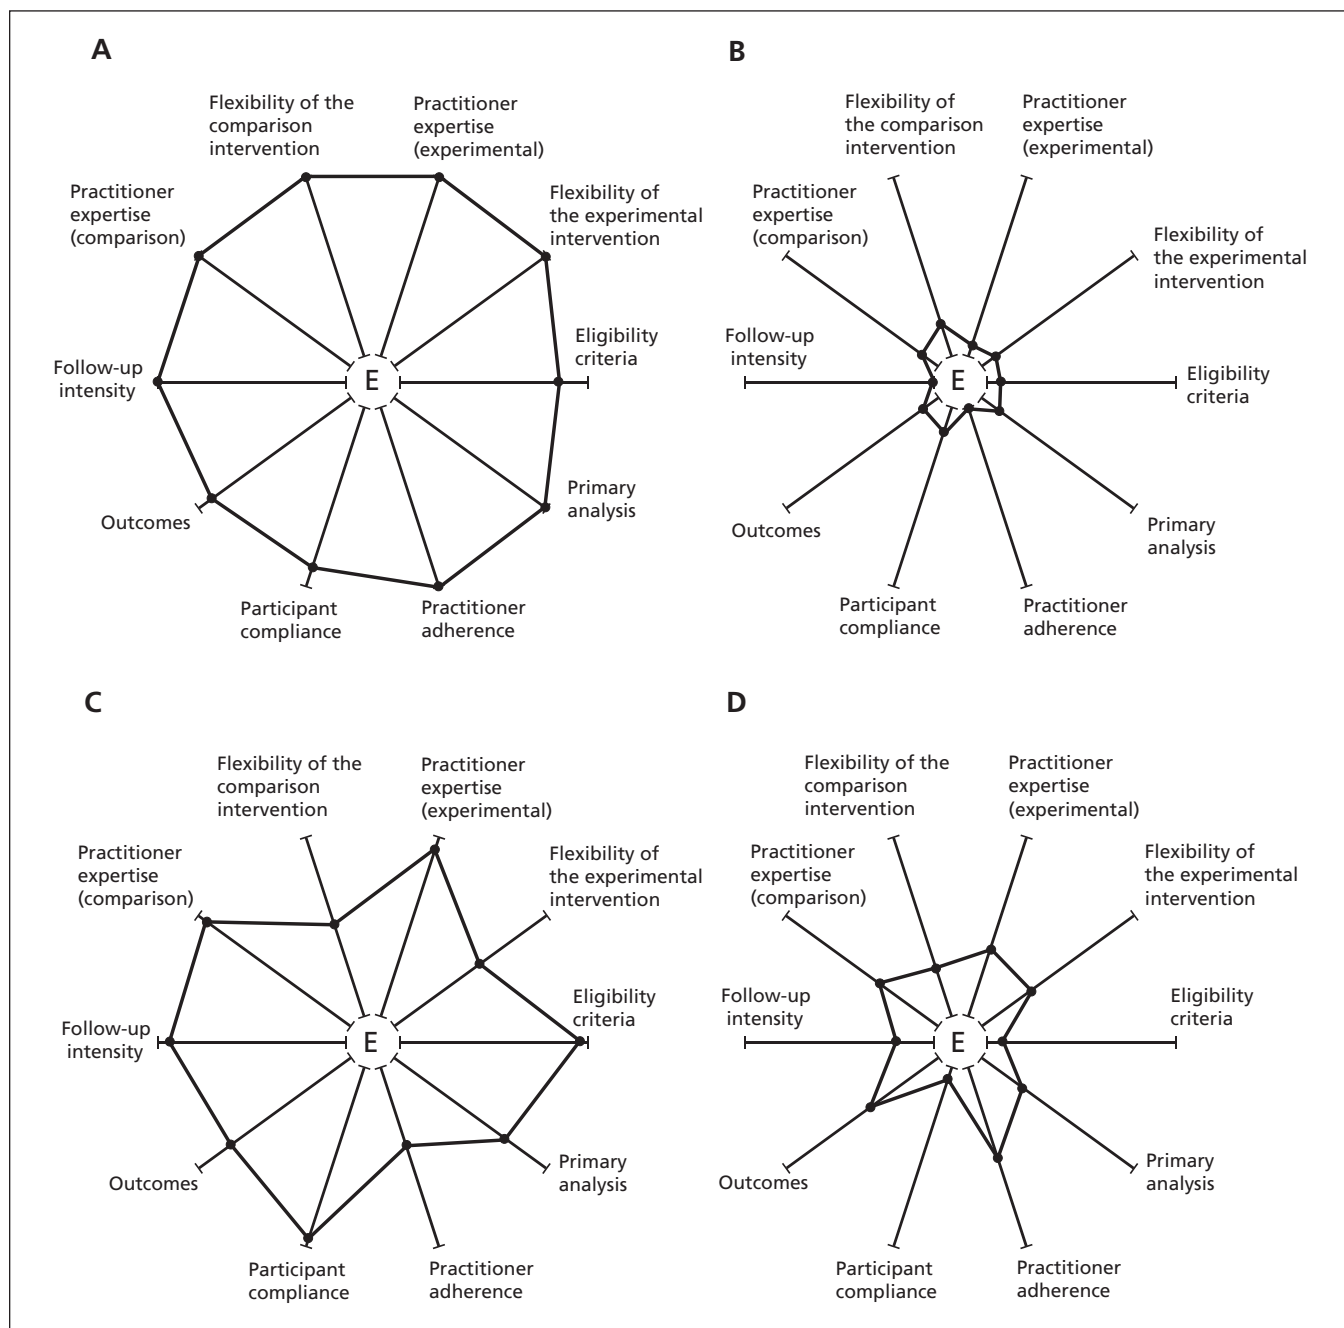 A
Flexibility of the
comparison
intervention
Practitioner
expertise
(experimental)
Practitioner
expertise
(comparison)
Flexibility of
the experimental
intervention
Follow-up
intensity
E
Eligibility
criteria
Outcomes
Primary
analysis
Participant
compliance
Practitioner
adherence
B
Flexibility of
the comparison
intervention
Practitioner
expertise
(experimental)
Practitioner
expertise
(comparison)
Flexibility of
the experimental
intervention
Follow-up
intensity
E
Eligibility
criteria
Outcomes
Primary
analysis
Participant
compliance
Practitioner
adherence
C
Flexibility of the
comparison
intervention
Practitioner
expertise
(experimental)
Practitioner
expertise
(comparison)
Flexibility of
the experimental
intervention
Follow-up
intensity
E
Eligibility
criteria
Outcomes
Primary
analysis
Participant
compliance
Practitioner
adherence
D
Flexibility of the
comparison
intervention
Practitioner
expertise
(experimental)
Practitioner
expertise
(comparison)
Flexibility of
the experimental
intervention
Follow-up
intensity
E
Eligibility
criteria
Outcomes
Primary
analysis
Participant
compliance
Practitioner
adherence